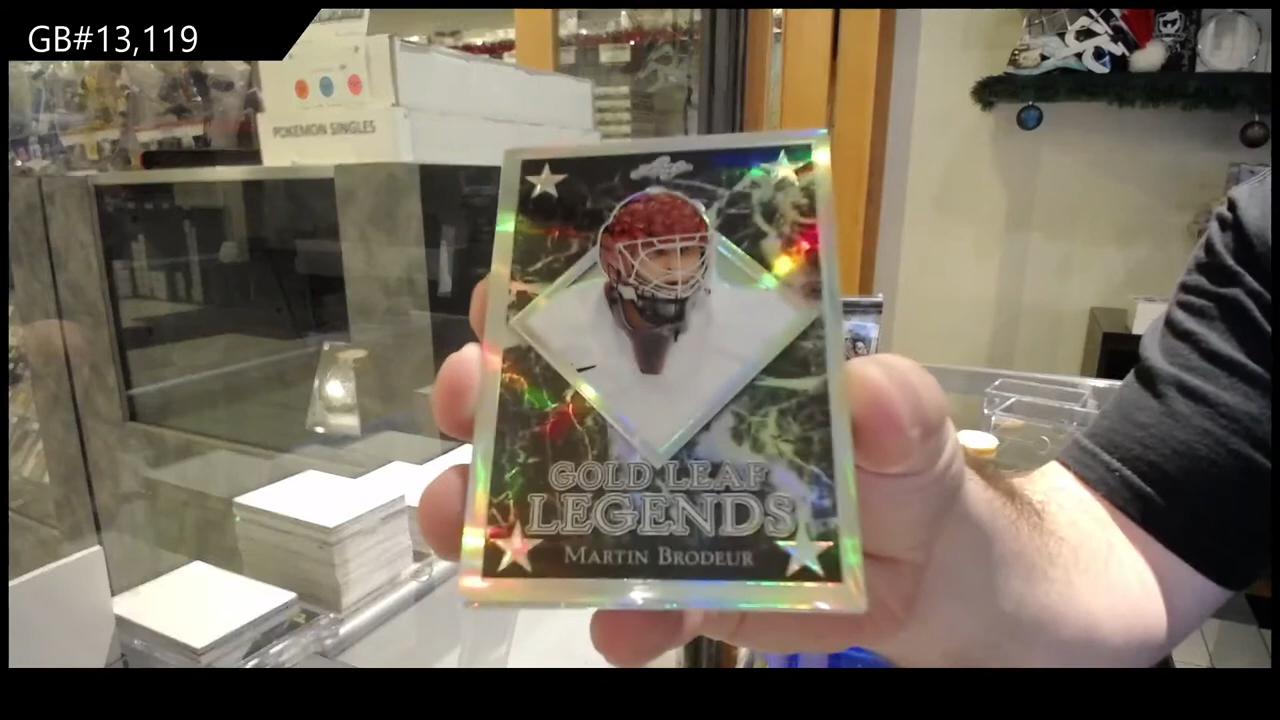 GB#13,119
POKEMON SINGLES
GOLD LEAF
LEGENDS
MARTIN BRODEUR